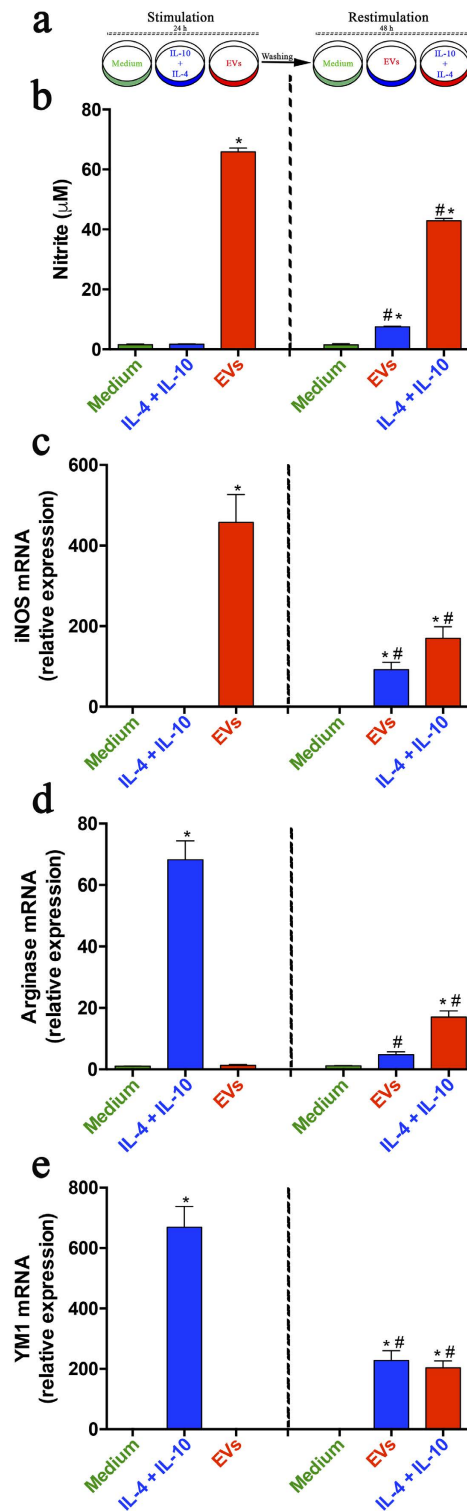 a
Stimulation
Restimulation
24 h
48 h
Medium
IL-10
+
IL-4
EVs
Washing
Medium
EVs
IL-10
+
IL-4
b
Nitrite (μM)
80
60
40
20
0
*
# *
# *
Medium
IL-4 + IL-10
EVs
Medium
EVs
IL-4 + IL-10
c
iNOS mRNA
(relative expression)
600
400
200
0
*
* #
* #
Medium
IL-4 + IL-10
EVs
Medium
EVs
IL-4 + IL-10
d
Arginase mRNA
(relative expression)
80
60
40
20
0
*
#
* #
Medium
IL-4 + IL-10
EVs
Medium
EVs
IL-4 + IL-10
e
YM1 mRNA
(relative expression)
800
600
400
200
0
*
* #
* #
Medium
IL-4 + IL-10
EVs
Medium
EVs
IL-4 + IL-10